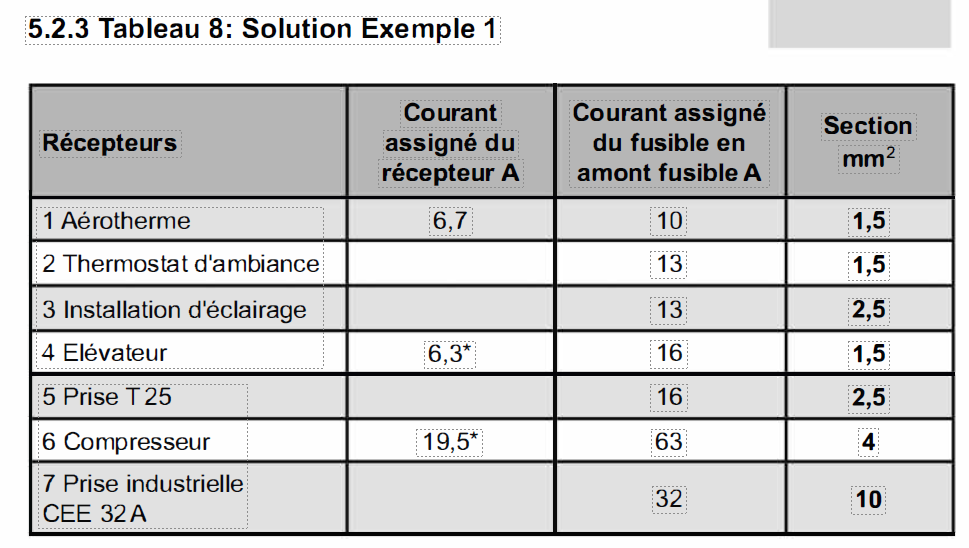 5.2.3 Tableau 8: Solution Exemple 1
Récepteurs
Courant
assigné du
récepteur A
Courant assigné
du fusible en
amont fusible A
Section
mm²
1 Aérotherme 6,7 10 1,5
2 Thermostat d'ambiance 13 1,5
3 Installation d'éclairage 13 2,5
4 Elévateur 6,3* 16 1,5
5 Prise T 25 16 2,5
6 Compresseur 19,5* 63 4
7 Prise industrielle
CEE 32 A 32 10